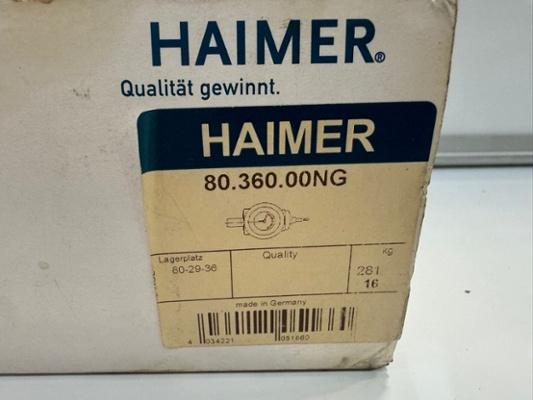 HAIMER®
Qualität gewinnt.
HAIMER
80.360.00NG
Lagerplatz Quality Kg
80-29-36 281
16
made in Germany
4 034221 051660